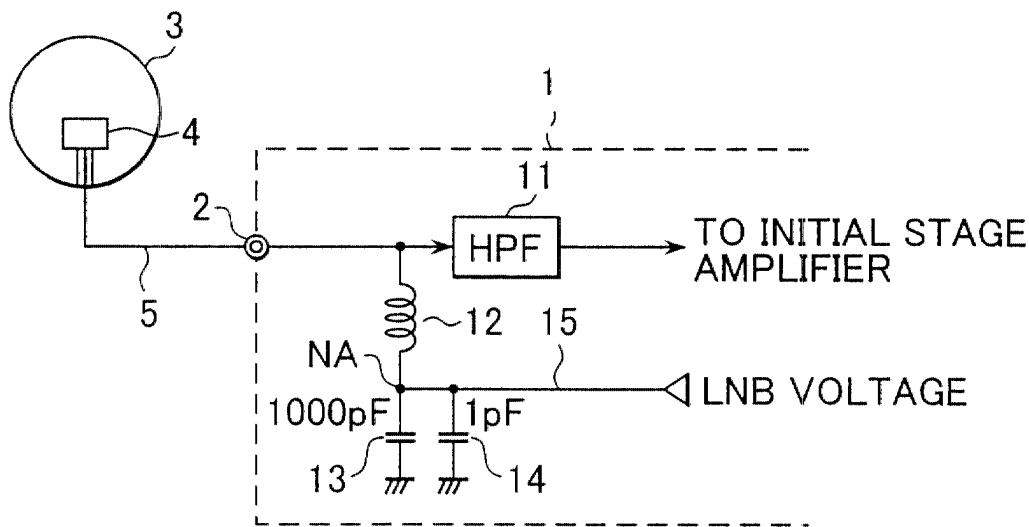 3
4
1
2
11
HPF
TO INITIAL STAGE
AMPLIFIER
5
12
15
NA
LNB VOLTAGE
1000pF
1pF
13
14